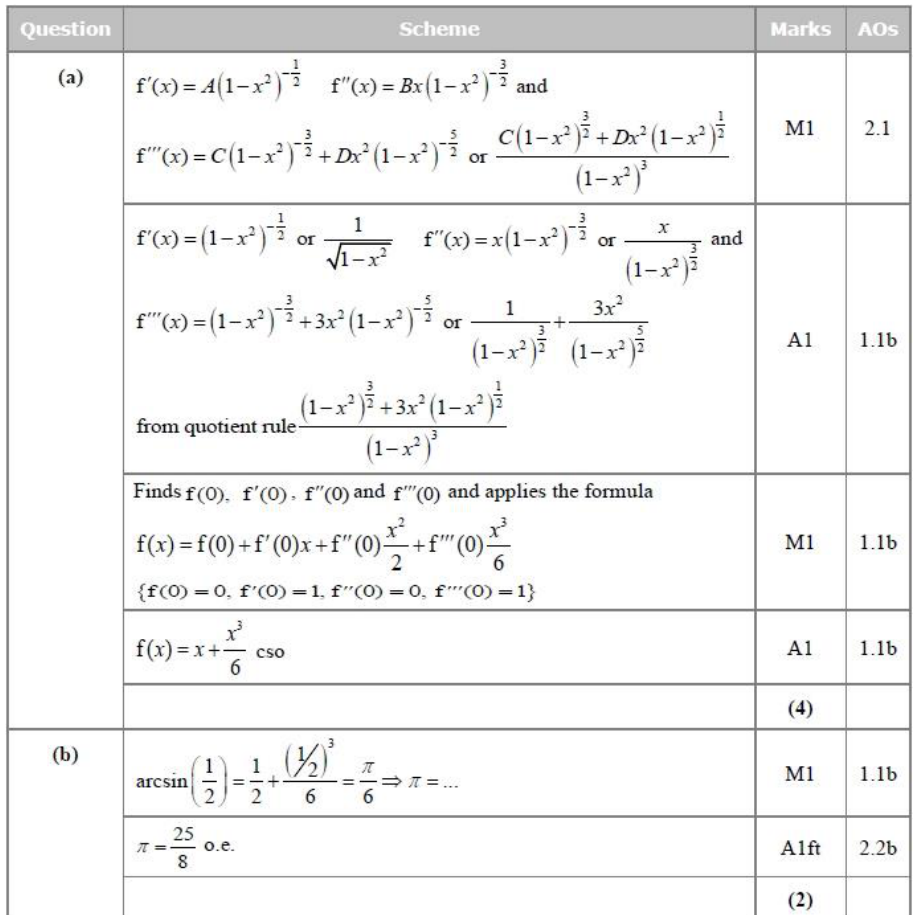 Question Scheme Marks AOs
(a) f′(x) = A(1−x²)^(−1/2) f″(x) = Bx(1−x²)^(−3/2) and
f‴(x) = C(1−x²)^(−3/2) + Dx²(1−x²)^(−5/2) or (C(1−x²)^(3/2) + Dx²(1−x²)^(1/2))/(1−x²)³ M1 2.1
f′(x) = (1−x²)^(−1/2) or 1/√(1−x²) f″(x) = x(1−x²)^(−3/2) or x/(1−x²)^(3/2) and
f‴(x) = (1−x²)^(−3/2) + 3x²(1−x²)^(−5/2) or 1/(1−x²)^(3/2) + 3x²/(1−x²)^(5/2) A1 1.1b
from quotient rule ((1−x²)^(3/2) + 3x²(1−x²)^(1/2))/(1−x²)³
Finds f(0), f′(0), f″(0) and f‴(0) and applies the formula
f(x) = f(0) + f′(0)x + f″(0)x²/2 + f‴(0)x³/6 M1 1.1b
{f(0) = 0, f′(0) = 1, f″(0) = 0, f‴(0) = 1}
f(x) = x + x³/6 cso A1 1.1b
(4)
(b) arcsin(1/2) = 1/2 + (1/2)³/6 = π/6 ⇒ π = ... M1 1.1b
π = 25/8 o.e. A1ft 2.2b
(2)